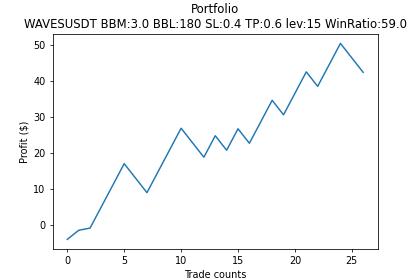 Portfolio
WAVESUSDT BBM:3.0 BBL:180 SL:0.4 TP:0.6 lev:15 WinRatio:59.0
50
40
30
20
10
0
Profit ($)
0 5 10 15 20 25
Trade counts